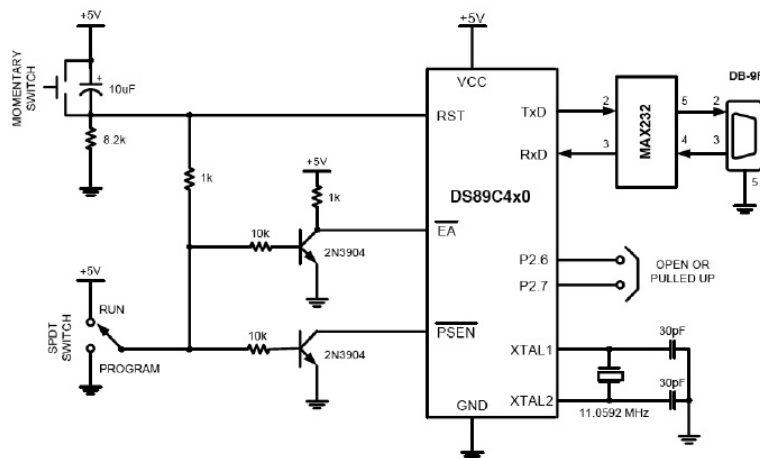 +5V
MOMENTARY
SWITCH
+
10uF
8.2k
1k
+5V
1k
10k
2N3904
+5V
RUN
SPDT
SWITCH
PROGRAM
10k
2N3904
+5V
VCC
RST
TxD
RxD
DS89C4x0
EA
PSEN
P2.6
P2.7
XTAL1
XTAL2
GND
2
3
MAX232
5
4
DB-9F
2
3
5
OPEN OR
PULLED UP
30pF
30pF
11.0592 MHz